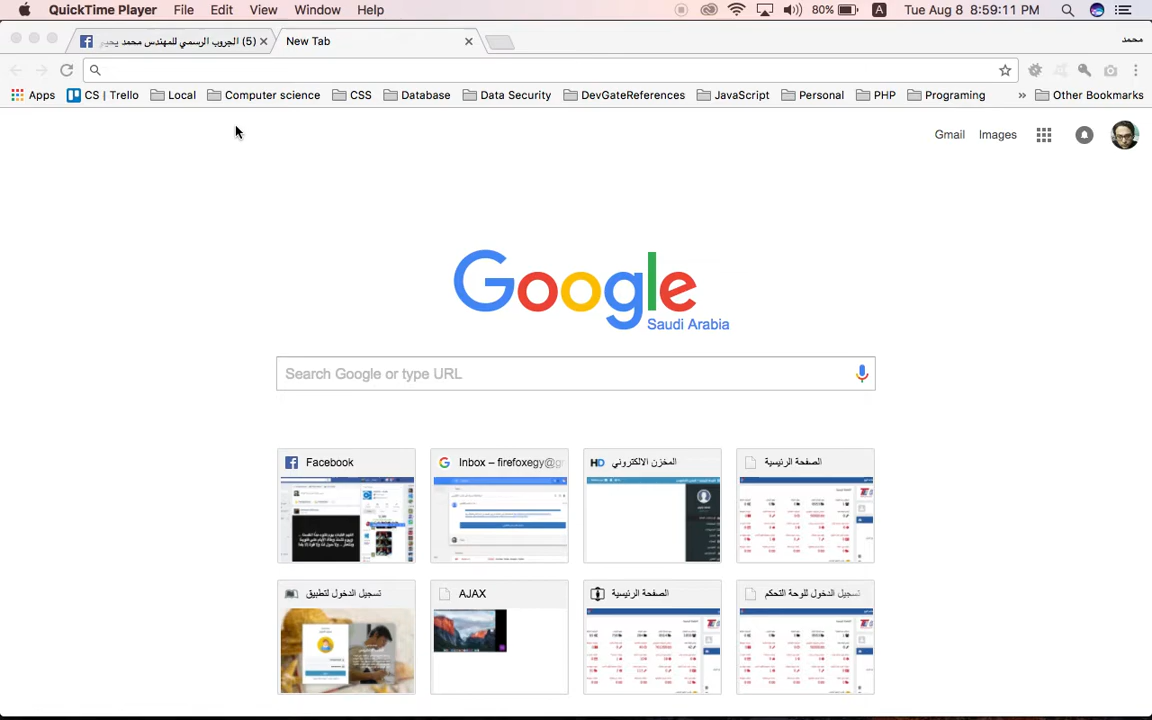 QuickTime Player File Edit View Window Help 80% A Tue Aug 8 8:59:11 PM
(5) الجروب الرسمي للمهندس محمد يحيى New Tab محمد
Apps CS | Trello Local Computer science CSS Database Data Security DevGateReferences JavaScript Personal PHP Programing » Other Bookmarks
Gmail Images
Google
Saudi Arabia
Search Google or type URL
Facebook Inbox – firefoxegy@g HD المخزن الالكتروني الصفحة الرئيسية
تسجيل الدخول لتطبيق AJAX الصفحة الرئيسية تسجيل الدخول للوحة التحكم